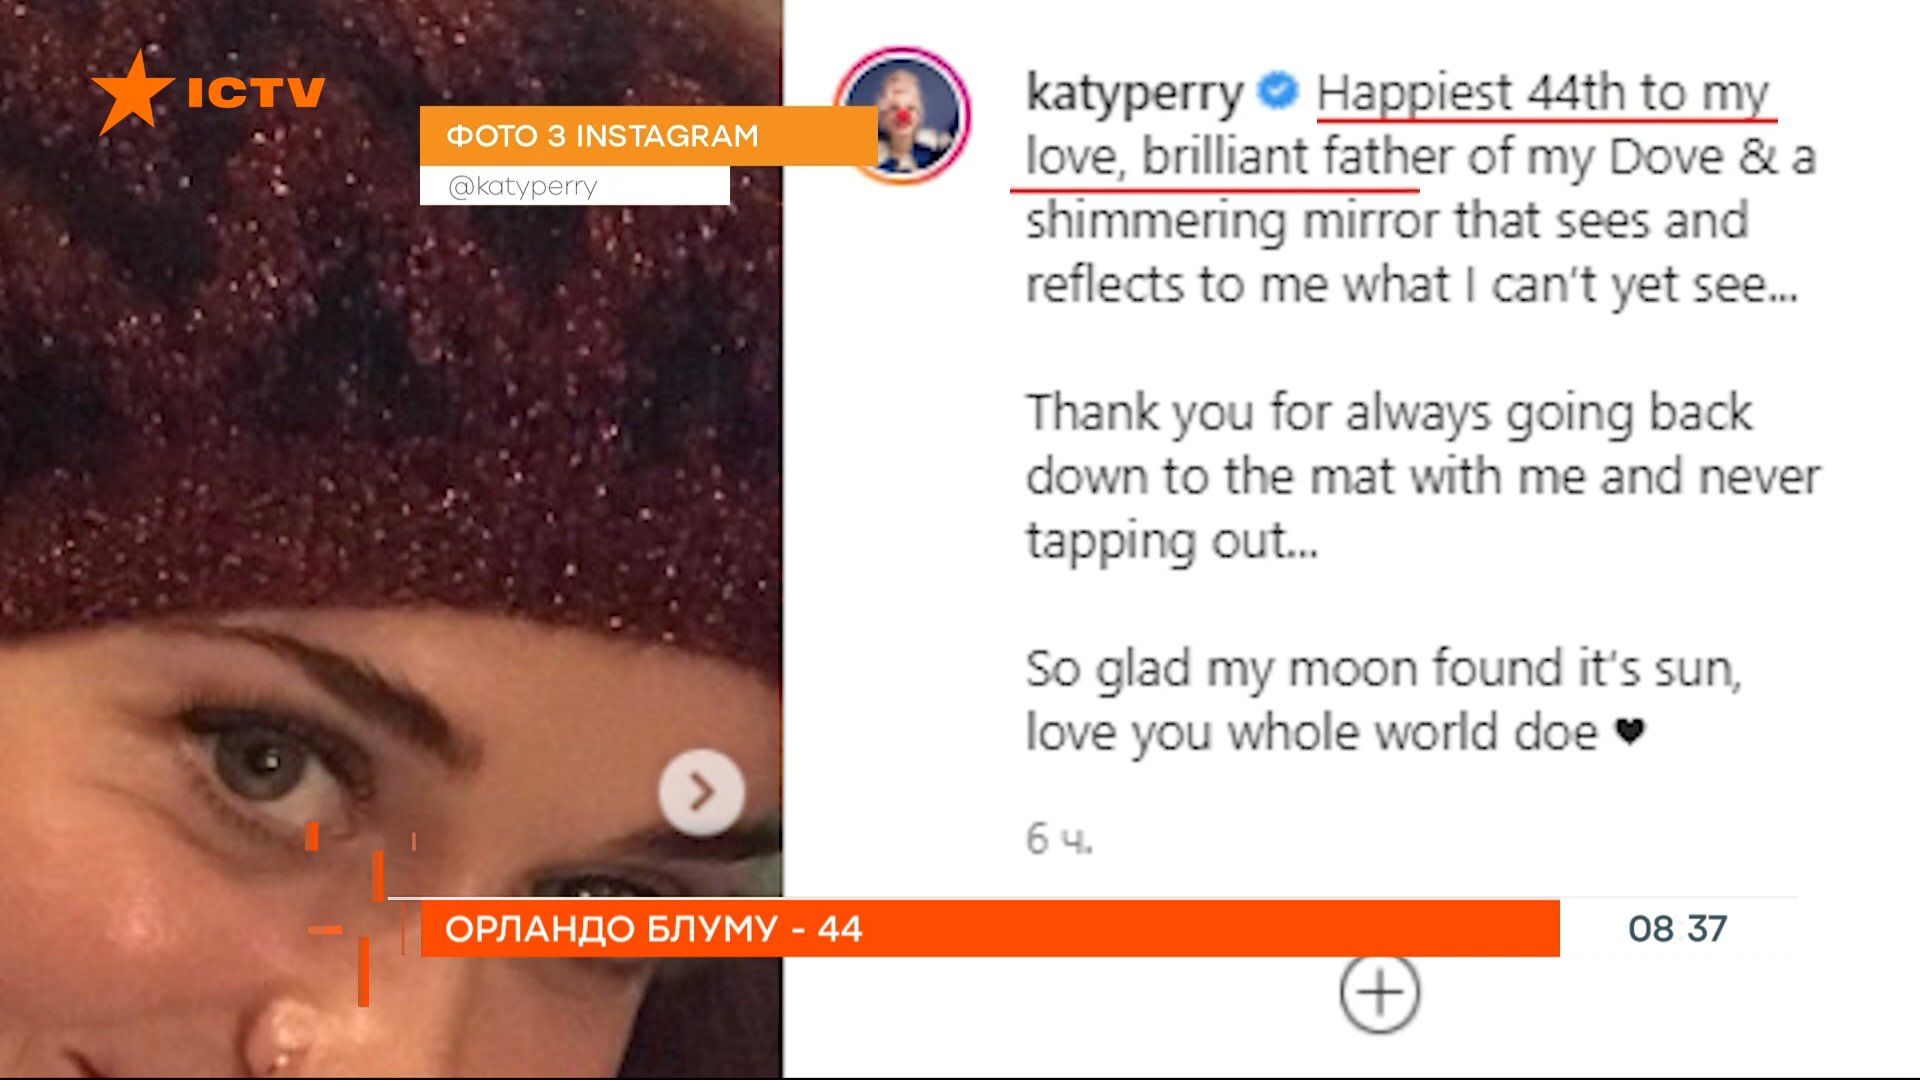 ICTV
ФОТО З INSTAGRAM
@katyperry
katyperry Happiest 44th to my
love, brilliant father of my Dove & a
shimmering mirror that sees and
reflects to me what I can't yet see...
Thank you for always going back
down to the mat with me and never
tapping out...
So glad my moon found it's sun,
love you whole world doe ♥
6 ч.
ОРЛАНДО БЛУМУ - 44
08 37